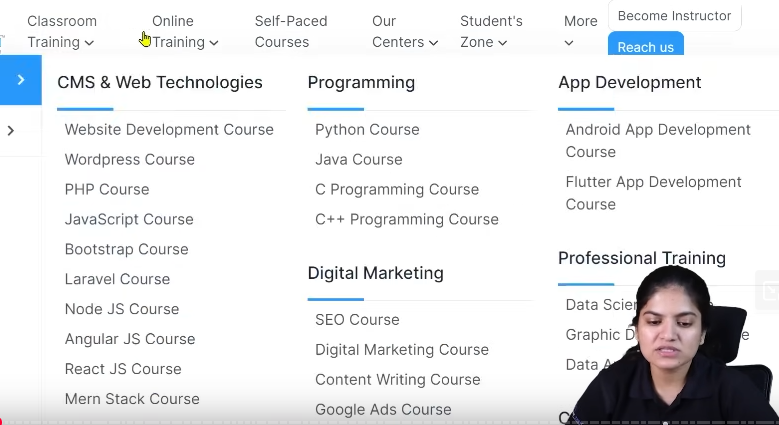 Classroom Training
Online Training
Self-Paced Courses
Our Centers
Student's Zone
More
Become Instructor
Reach us
CMS & Web Technologies
Website Development Course
Wordpress Course
PHP Course
JavaScript Course
Bootstrap Course
Laravel Course
Node JS Course
Angular JS Course
React JS Course
Mern Stack Course
Programming
Python Course
Java Course
C Programming Course
C++ Programming Course
Digital Marketing
SEO Course
Digital Marketing Course
Content Writing Course
Google Ads Course
App Development
Android App Development
Course
Flutter App Development
Course
Professional Training
Data
Graphic
Data